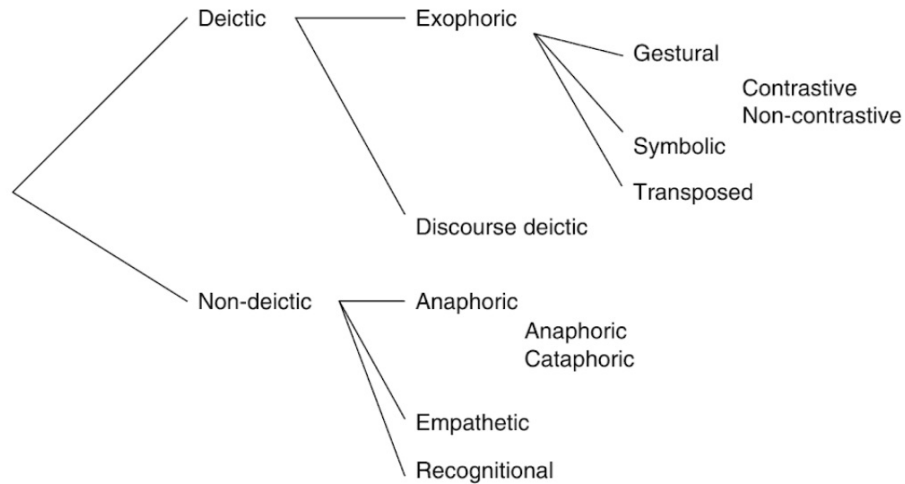 Deictic
Exophoric
Gestural
Contrastive
Non-contrastive
Symbolic
Transposed
Discourse deictic
Non-deictic
Anaphoric
Anaphoric
Cataphoric
Empathetic
Recognitional